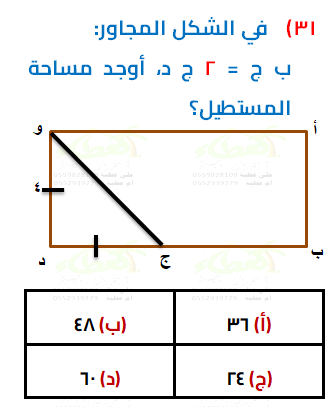 ٣١) في الشكل المجاور:
ب ج = ٢ ج د، أوجد مساحة
المستطيل؟
أ
و
٤
ب
ج
د
(أ) ٣٦
(ب) ٤٨
(ج) ٢٤
(د) ٦٠